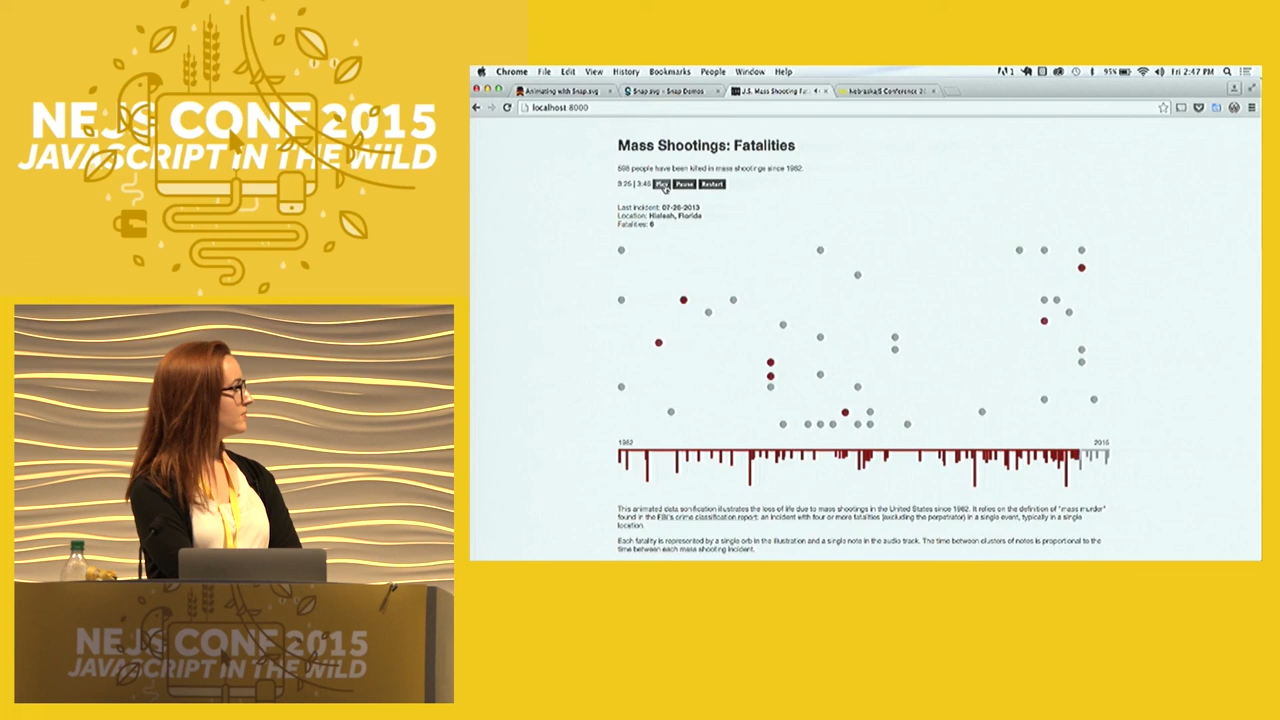 NEJS CONF 2015
JAVASCRIPT IN THE WILD
NEJS CONF 2015
JAVASCRIPT IN THE WILD
Chrome File Edit View History Bookmarks People Window Help
1 95% Fri 2:47 PM
Animating with Snap.svg
Snap.svg - Snap Demos
U.S. Mass Shooting Fat
NebraskaJS Conference 20
localhost:8000
Mass Shootings: Fatalities
598 people have been killed in mass shootings since 1982.
Play Pause Restart
Last incident: 07-26-2013
Location: Hialeah, Florida
Fatalities: 6
1982
2015
This animated data sonification illustrates the loss of life due to mass shootings in the United States since 1982. It relies on the definition of "mass murder"
found in the FBI's crime classification report: an incident with four or more fatalities (excluding the perpetrator) in a single event, typically in a single
location.
Each fatality is represented by a single orb in the illustration and a single note in the audio track. The time between clusters of notes is proportional to the
time between each mass shooting incident.